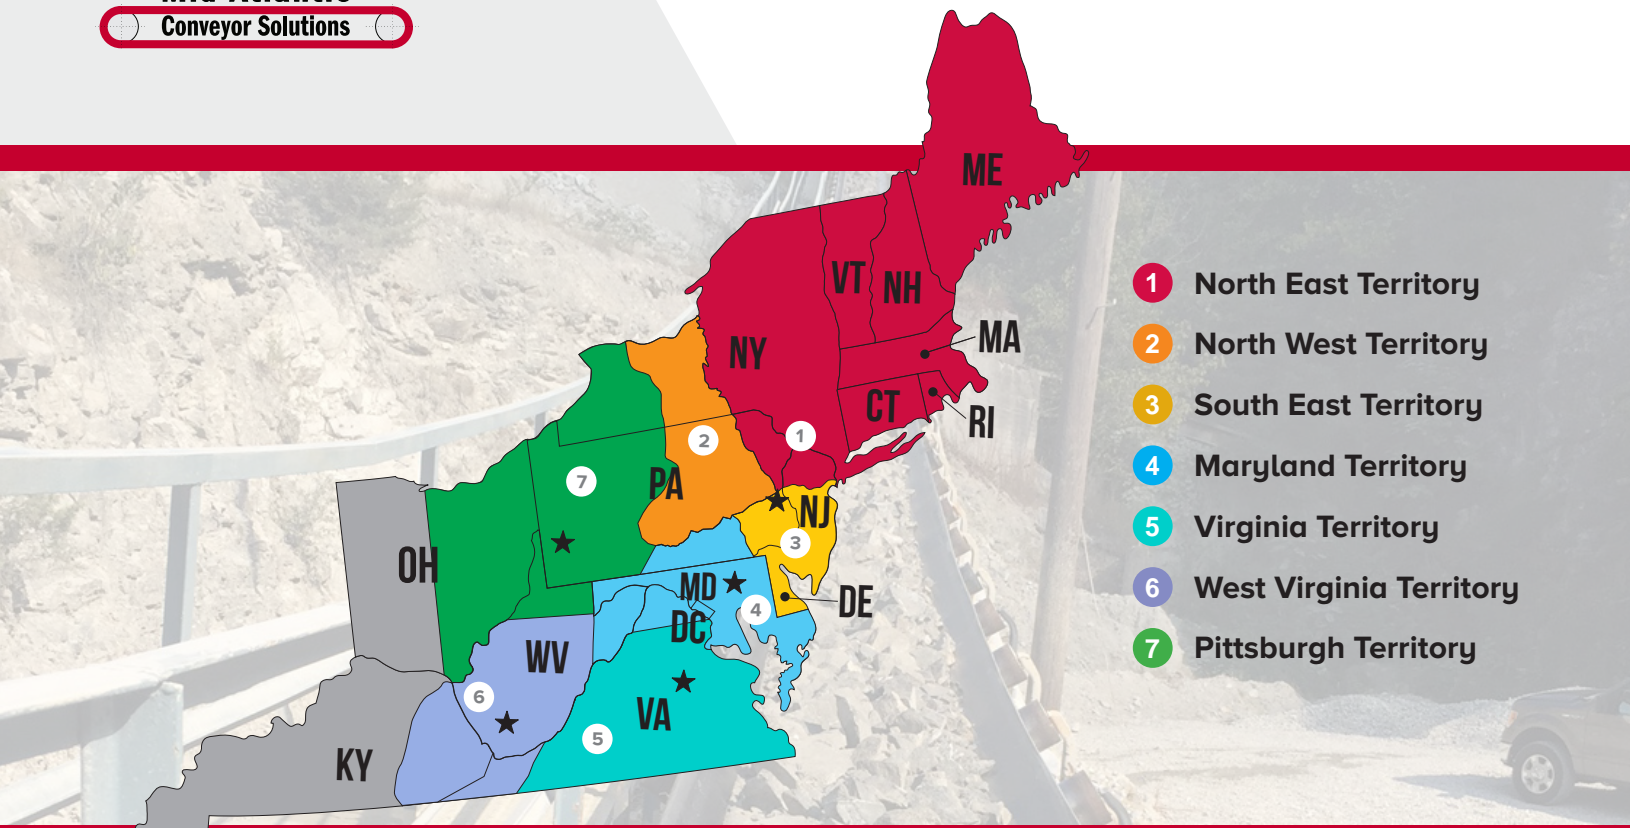 Conveyor Solutions
ME
VT
NH
NY
MA
CT
RI
1
2
PA
7
NJ
3
OH
MD
4
DE
DC
WV
6
VA
5
KY
1 North East Territory
2 North West Territory
3 South East Territory
4 Maryland Territory
5 Virginia Territory
6 West Virginia Territory
7 Pittsburgh Territory